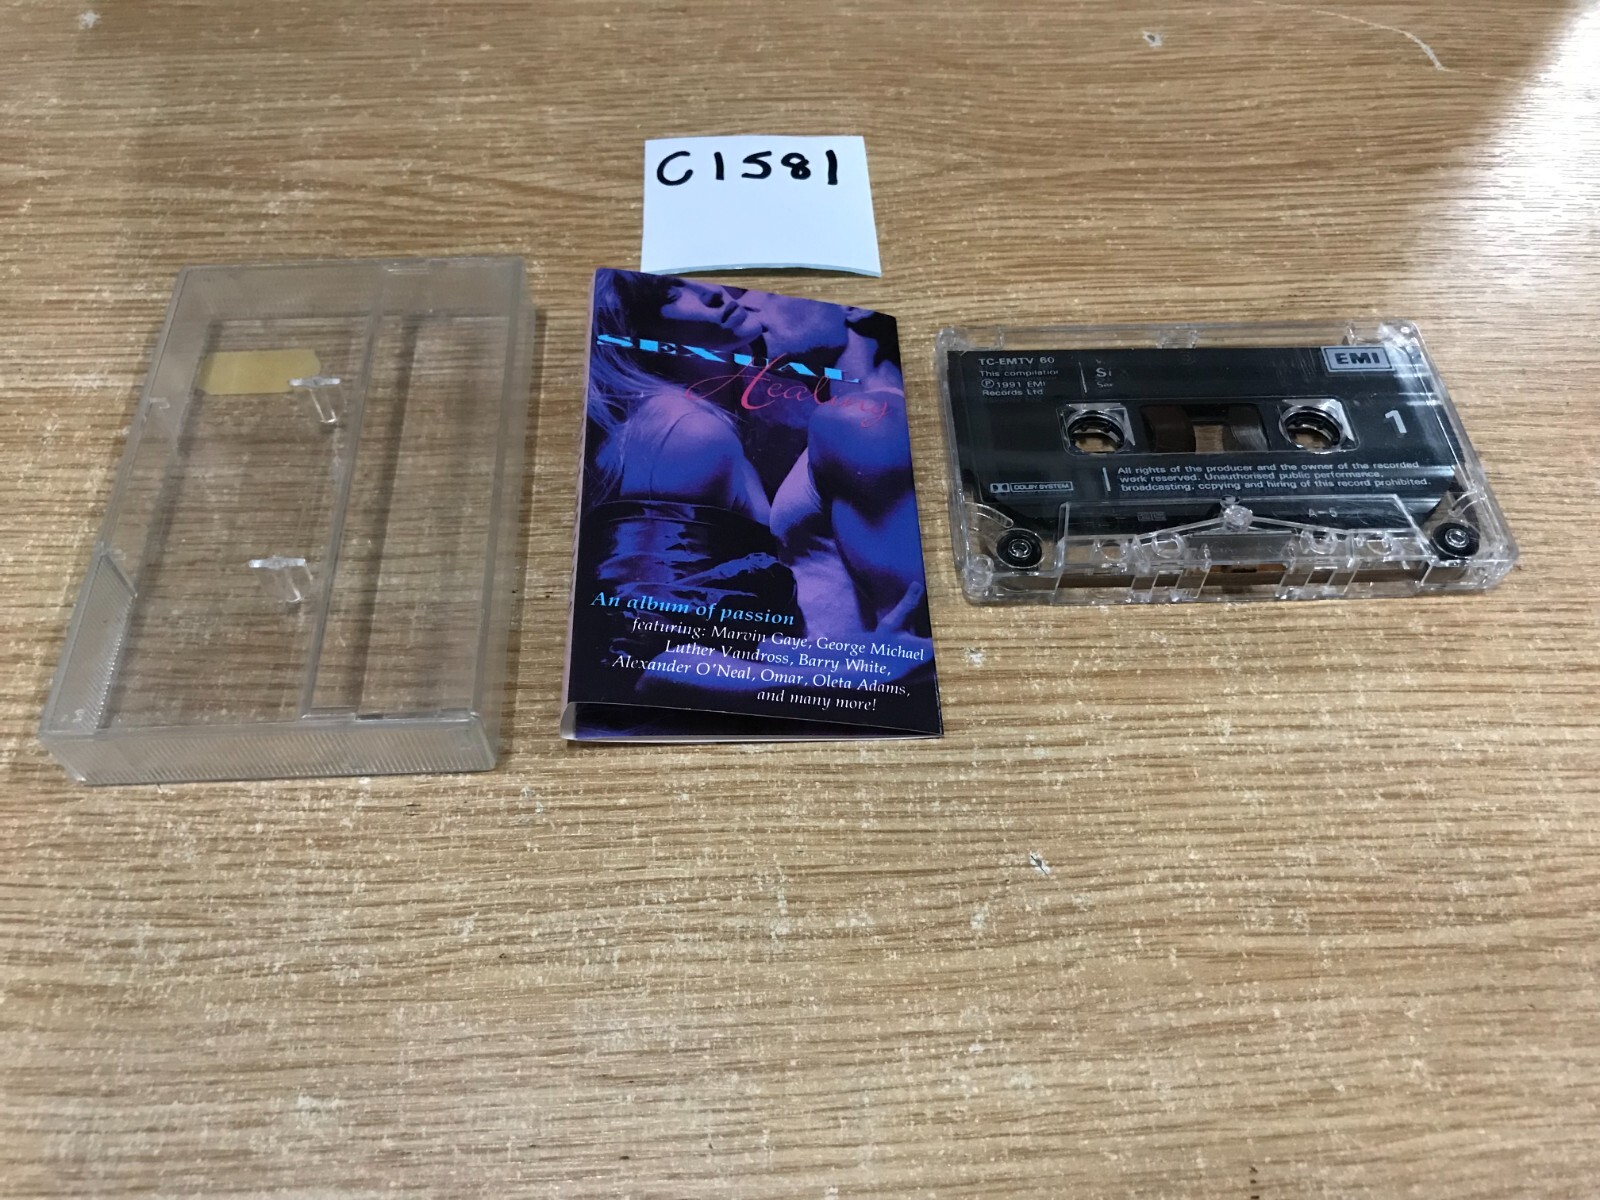 C1581
SEXUAL
Healing
An album of passion
featuring: Marvin Gaye, George Michael
Luther Vandross, Barry White,
Alexander O'Neal, Omar, Oleta Adams,
and many more!
TC-EMTV 60
This compilation
℗ 1991 EMI
Records Ltd
EMI
1
DOLBY SYSTEM
All rights of the producer and the owner of the recorded
work reserved. Unauthorised public performance,
broadcasting, copying and hiring of this record prohibited.
A-5